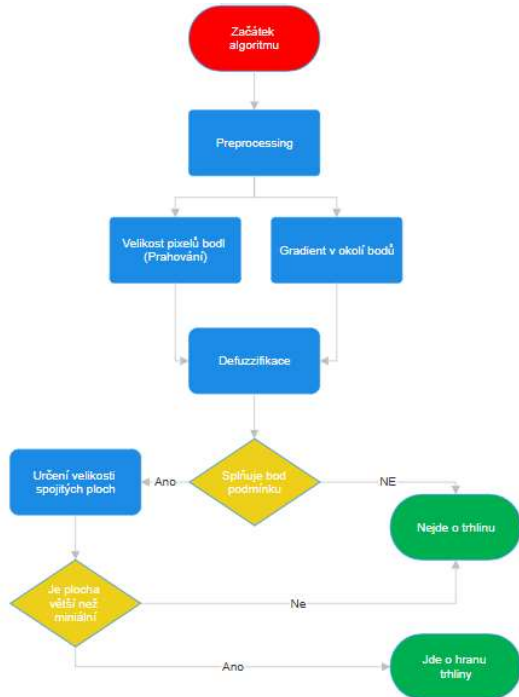 Začátek
algoritmu
Preprocessing
Velikost pixelů bodl
(Prahování)
Gradient v okolí bodů
Defuzzifikace
Splňuje bod
podmínku
Ano
NE
Určení velikosti
spojitých ploch
Nejde o trhlinu
Je plocha
větší než
miniální
Ne
Ano
Jde o hranu
trhliny